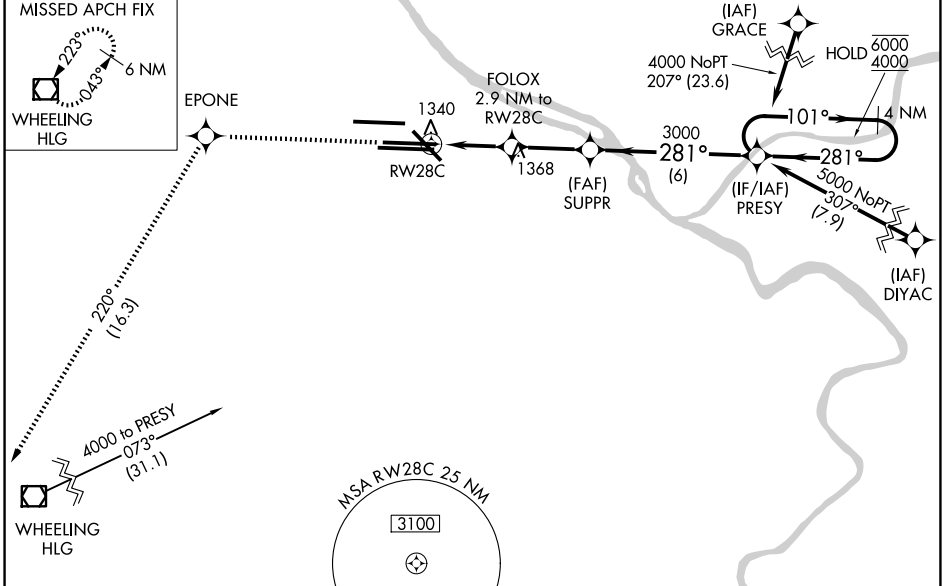 MISSED APCH FIX
223°
043°
6 NM
WHEELING
HLG
EPONE
1340
RW28C
FOLOX
2.9 NM to
RW28C
1368
(FAF)
SUPPR
3000
281°
(6)
(IAF)
GRACE
4000 NoPT
207° (23.6)
HOLD 6000
4000
4 NM
101°
281°
(IF/IAF)
PRESY
5000 NoPT
307°
(7.9)
(IAF)
DIYAC
220°
(16.3)
4000 to PRESY
073°
(31.1)
WHEELING
HLG
MSA RW28C 25 NM
3100